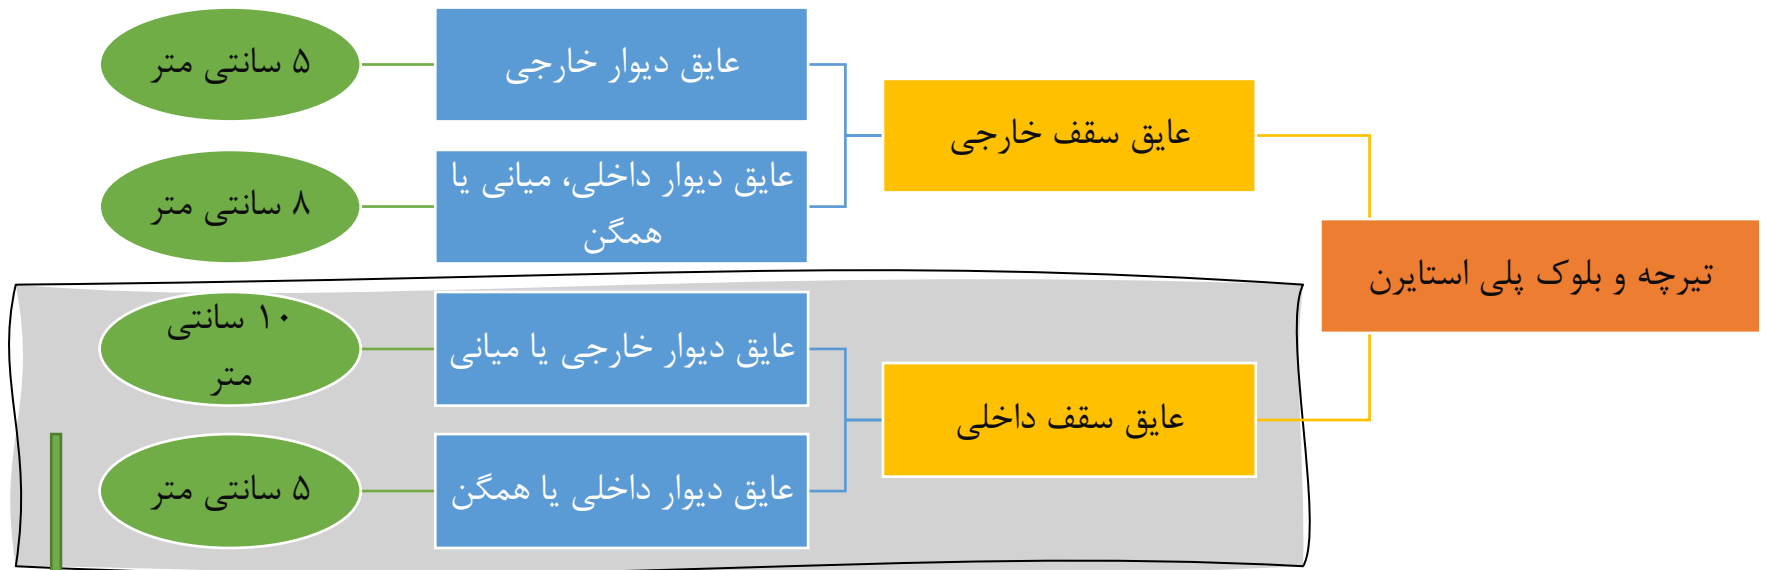 تیرچه و بلوک پلی استایرن
عایق سقف خارجی
عایق دیوار خارجی
۵ سانتی متر
عایق دیوار داخلی، میانی یا
همگن
۸ سانتی متر
عایق سقف داخلی
عایق دیوار خارجی یا میانی
۱۰ سانتی
متر
عایق دیوار داخلی یا همگن
۵ سانتی متر